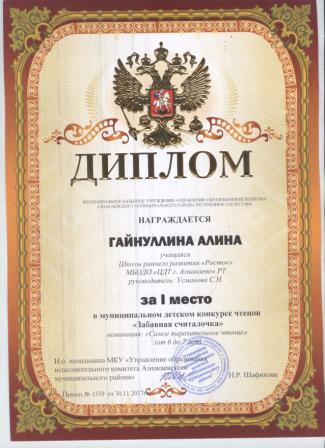 ДИПЛОМ
МУНИЦИПАЛЬНОЕ КАЗЕННОЕ УЧРЕЖДЕНИЕ «УПРАВЛЕНИЕ ОБРАЗОВАНИЯ ИСПОЛКОМА
АЗНАКАЕВСКОГО МУНИЦИПАЛЬНОГО РАЙОНА РЕСПУБЛИКИ ТАТАРСТАН»
НАГРАЖДАЕТСЯ
ГАЙНУЛЛИНА АЛИНА
учащаяся
Школы раннего развития «Росток»
МБОДО «ЦДТ г. Азнакаево» РТ
руководитель: Усманова С.Н.
за I место
в муниципальном детском конкурсе чтецов
«Забавная считалочка»
номинация: «Самое выразительное чтение»
(от 6 до 7 лет)
И.о. начальника МКУ «Управление образования
исполнительного комитета Азнакаевского
муниципального района»
Н.Р. Шафикова
Приказ № 1339 от 30.11.2017г